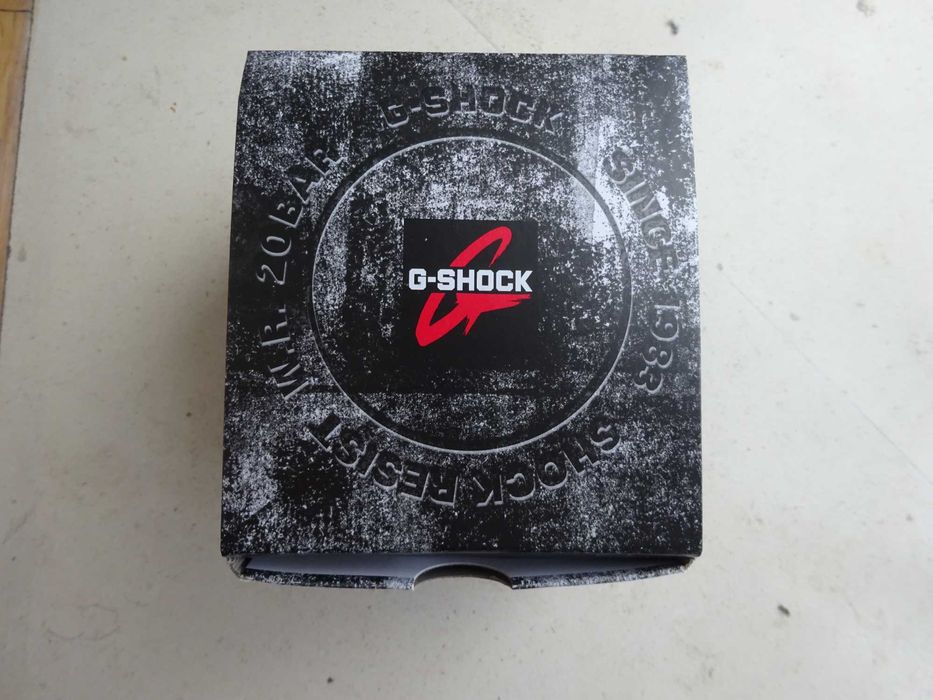 G-SHOCK
SINCE 1983
SHOCK RESIST
W.R. 20BAR
G-SHOCK